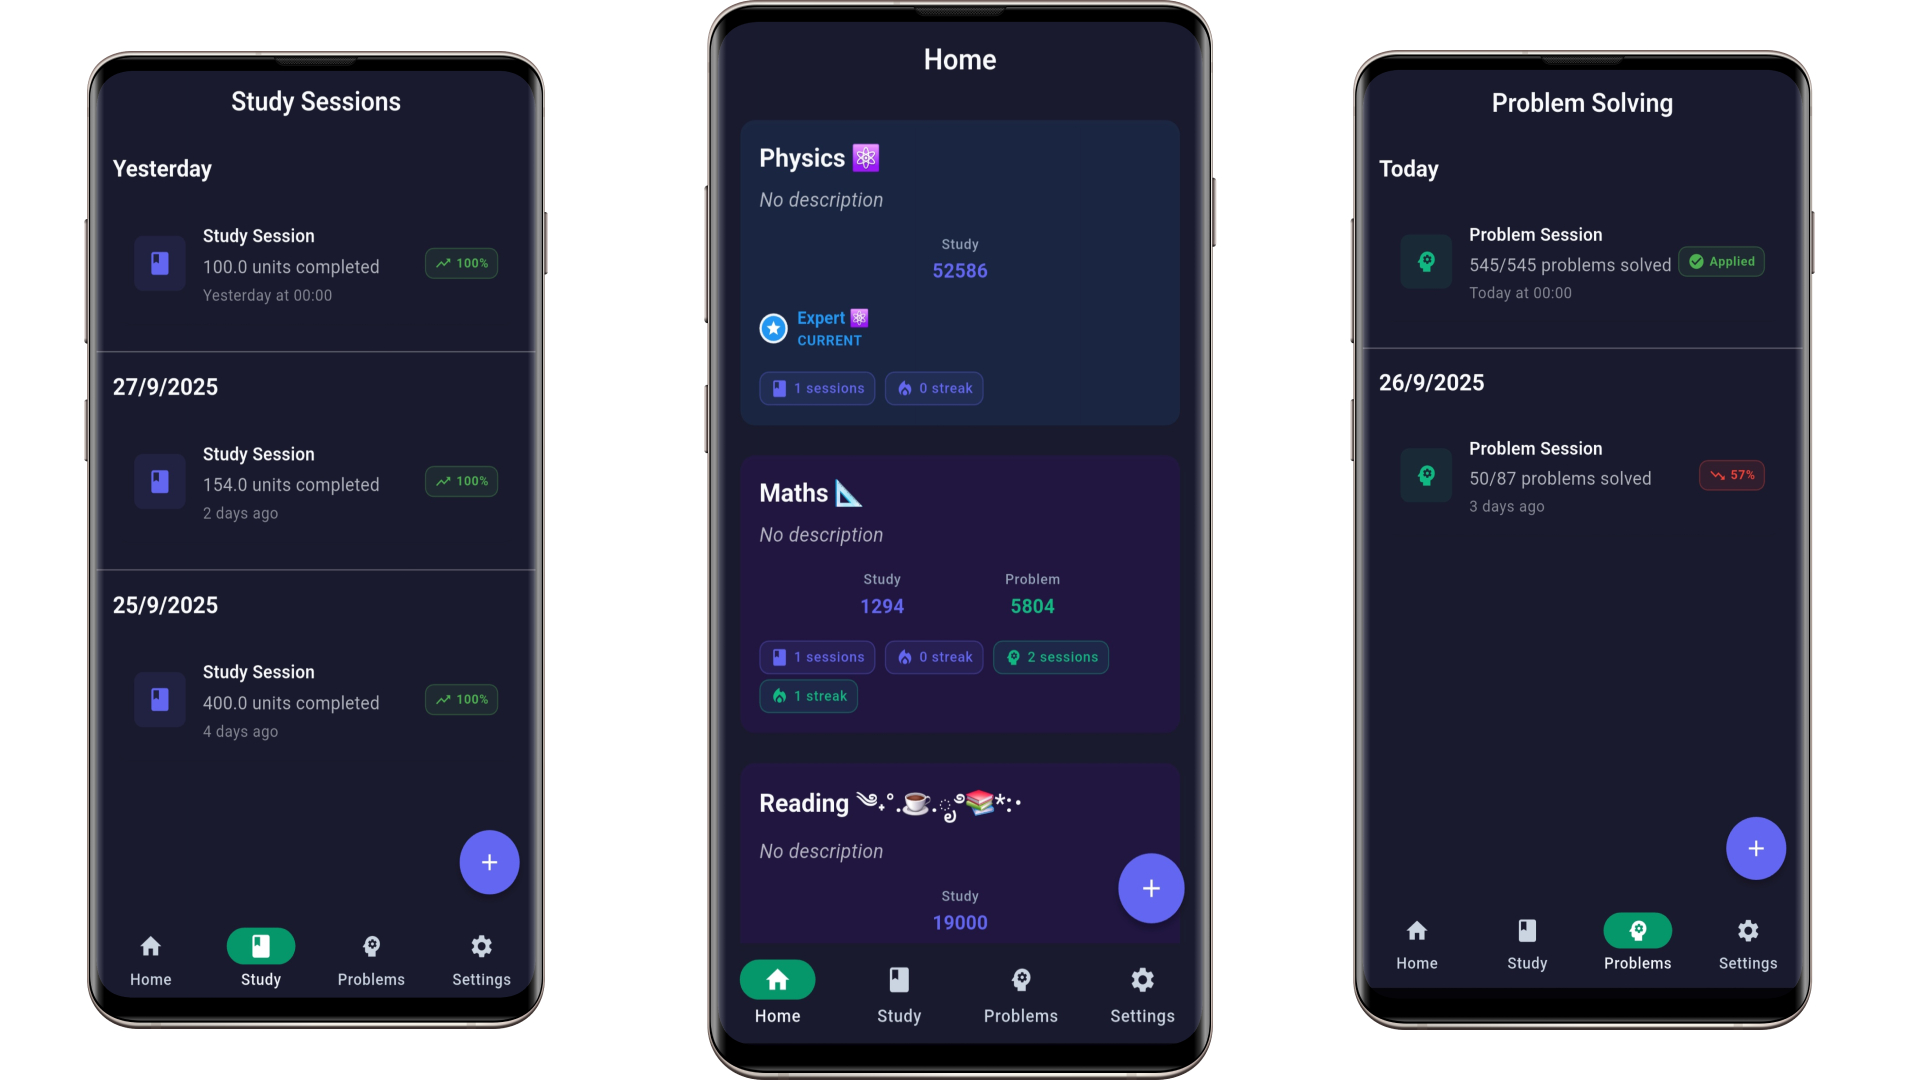 Study Sessions
Yesterday
Study Session
100.0 units completed
100%
Yesterday at 00:00
27/9/2025
Study Session
154.0 units completed
100%
2 days ago
25/9/2025
Study Session
400.0 units completed
100%
4 days ago
+
Home Study Problems Settings
Home
Physics ⚛️
No description
Study
52586
Expert ⚛️
CURRENT
1 sessions 0 streak
Maths 📐
No description
Study Problem
1294 5804
1 sessions 0 streak 2 sessions
1 streak
Reading ༄˖°.☕.ೃ࿔📚*:･
No description
Study
19000
+
Home Study Problems Settings
Problem Solving
Today
Problem Session
545/545 problems solved
Applied
Today at 00:00
26/9/2025
Problem Session
50/87 problems solved
57%
3 days ago
+
Home Study Problems Settings